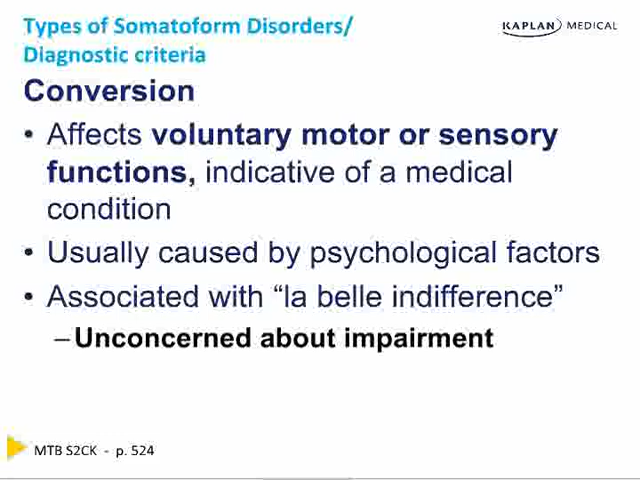 Types of Somatoform Disorders/
KAPLAN MEDICAL
Diagnostic criteria
Conversion
• Affects voluntary motor or sensory
functions, indicative of a medical
condition
• Usually caused by psychological factors
• Associated with “la belle indifference”
–Unconcerned about impairment
MTB S2CK - p. 524